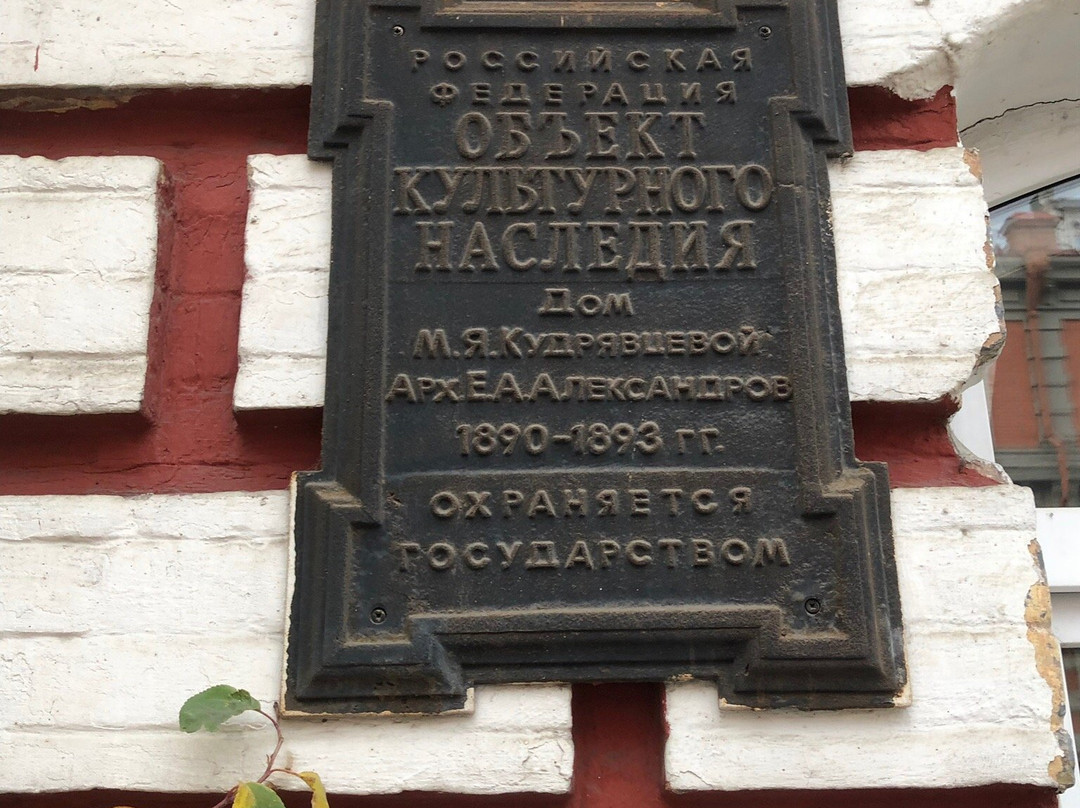 РОССИЙСКАЯ
ФЕДЕРАЦИЯ
ОБЪЕКТ
КУЛЬТУРНОГО
НАСЛЕДИЯ
Дом
М.Я.Кудрявцевой
Арх.Е.А.Александров
1890-1893 гг.
ОХРАНЯЕТСЯ
ГОСУДАРСТВОМ